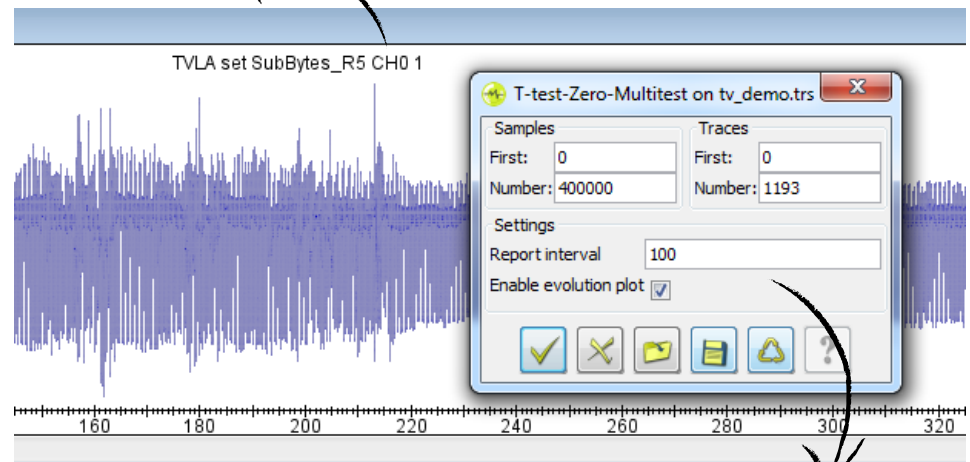 TVLA set SubBytes_R5 CH0 1
T-test-Zero-Multitest on tv_demo.trs
Samples
First: 0
Number: 400000
Traces
First: 0
Number: 1193
Settings
Report interval 100
Enable evolution plot
?
160 180 200 220 240 260 280 300 320